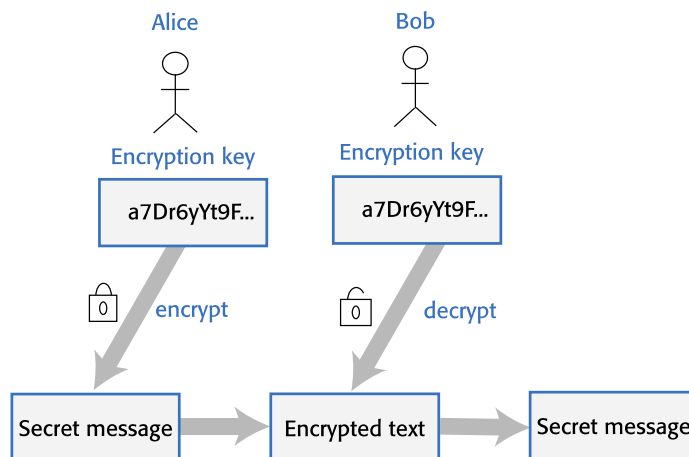 Alice
Bob
Encryption key
Encryption key
a7Dr6yYt9F...
a7Dr6yYt9F...
0
encrypt
0
decrypt
Secret message
Encrypted text
Secret message